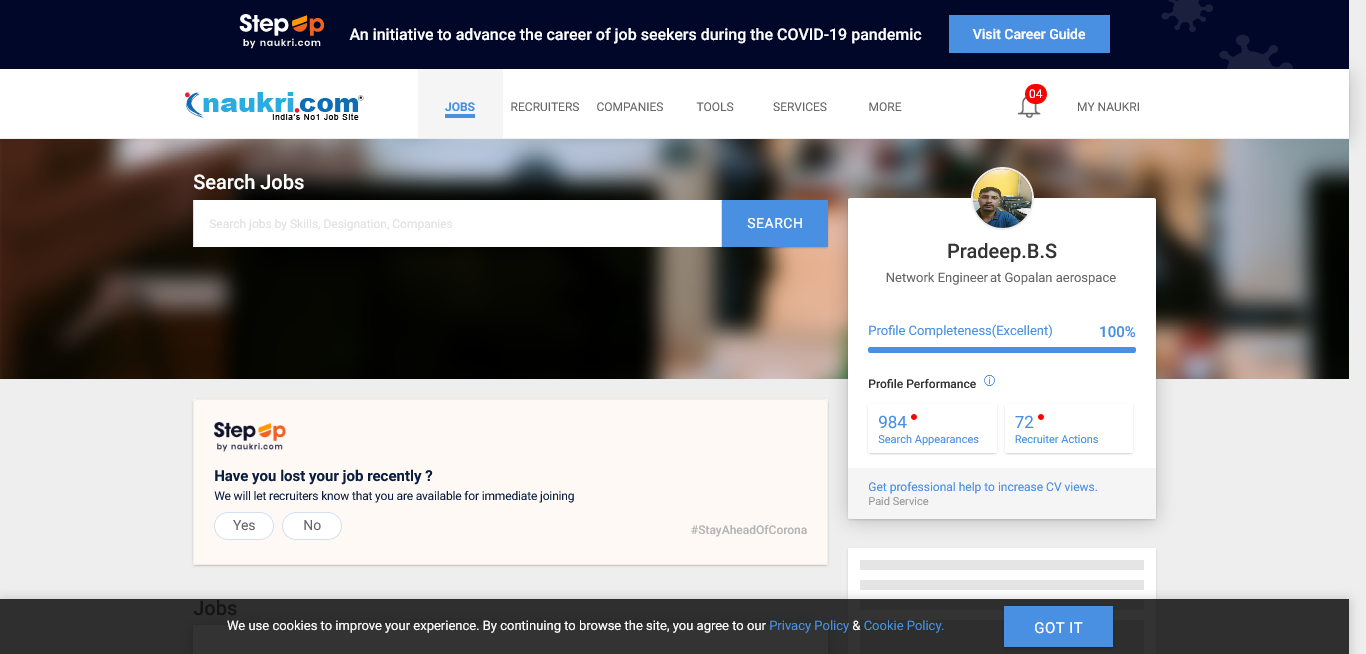 Step Up
by naukri.com
An initiative to advance the career of job seekers during the COVID-19 pandemic
Visit Career Guide
naukri.com
India's No1 Job Site
JOBS
RECRUITERS
COMPANIES
TOOLS
SERVICES
MORE
04
MY NAUKRI
Search Jobs
Search jobs by Skills, Designation, Companies
SEARCH
Pradeep.B.S
Network Engineer at Gopalan aerospace
Profile Completeness(Excellent) 100%
Profile Performance
984
Search Appearances
72
Recruiter Actions
Get professional help to increase CV views.
Paid Service
Step Up
by naukri.com
Have you lost your job recently ?
We will let recruiters know that you are available for immediate joining
Yes
No
#StayAheadOfCorona
Jobs
We use cookies to improve your experience. By continuing to browse the site, you agree to our Privacy Policy & Cookie Policy.
GOT IT